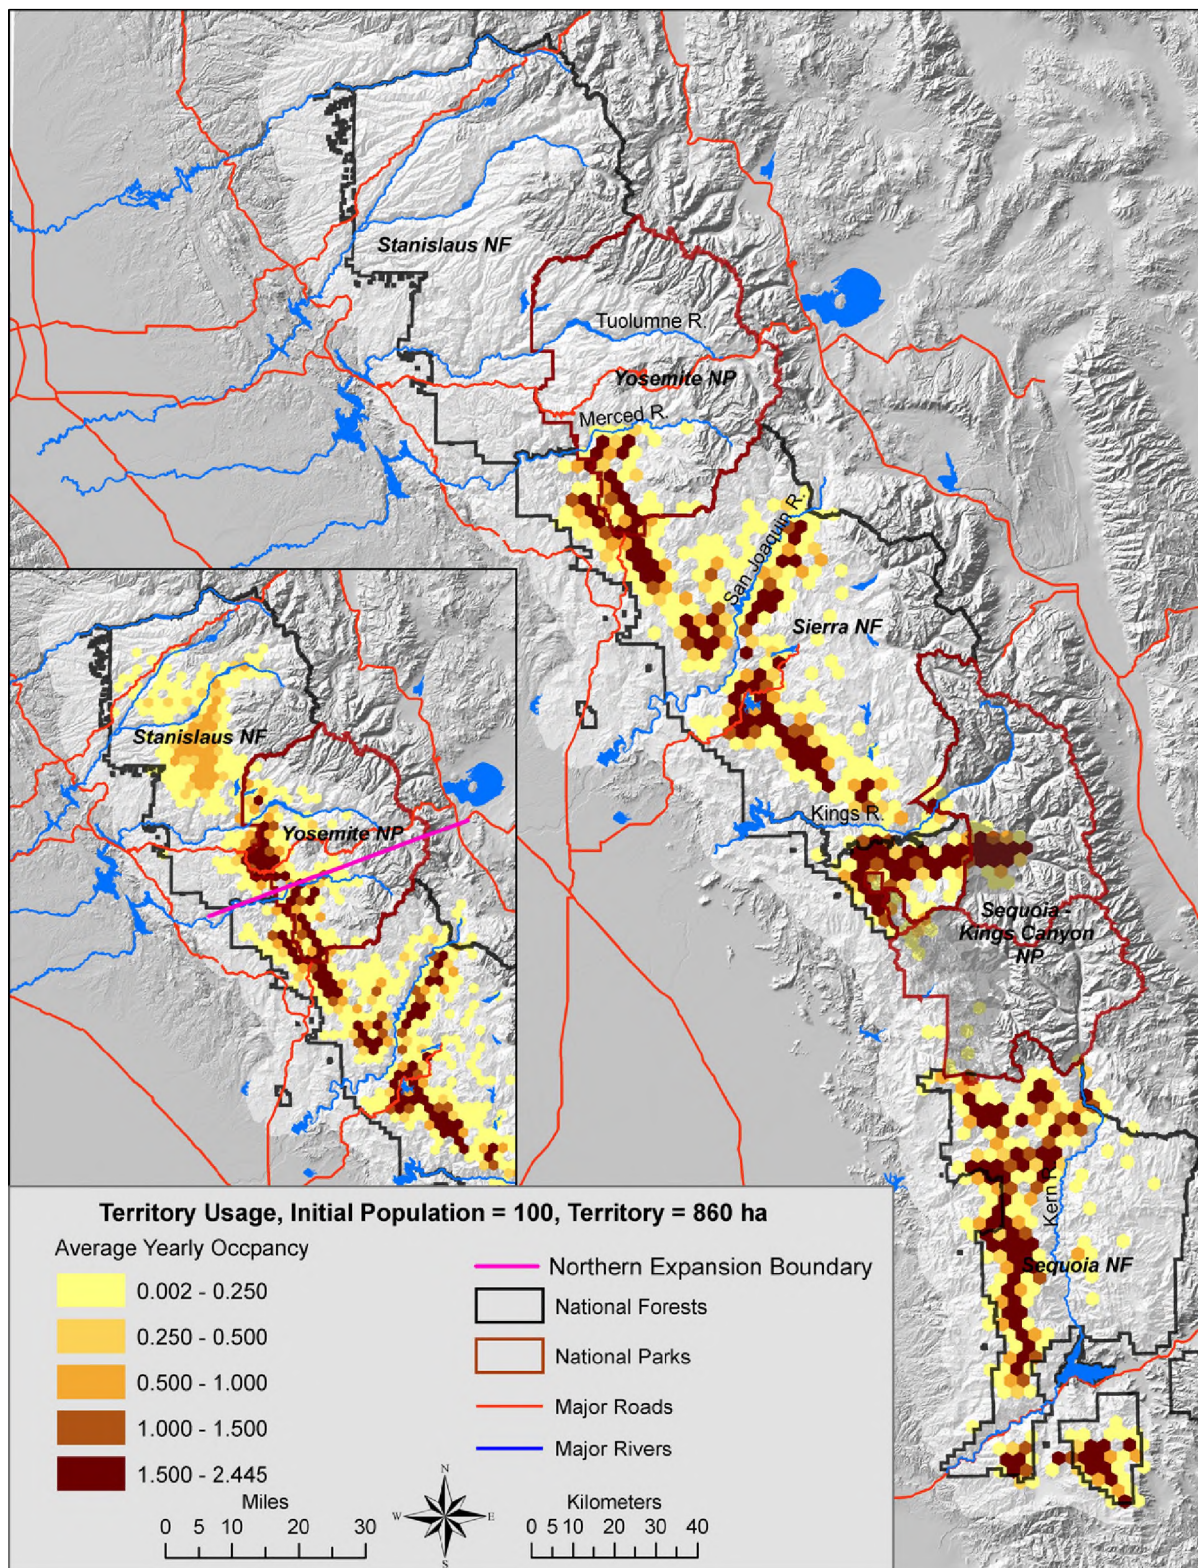 Stanislaus NF
Tuolumne R.
Yosemite NP
Merced R.
San Joaquin R.
Sierra NF
Kings R.
Sequoia -
Kings Canyon
NP
Kern R.
Sequoia NF
Stanislaus NF
Yosemite NP
Territory Usage, Initial Population = 100, Territory = 860 ha
Average Yearly Occpancy
0.002 - 0.250
0.250 - 0.500
0.500 - 1.000
1.000 - 1.500
1.500 - 2.445
Northern Expansion Boundary
National Forests
National Parks
Major Roads
Major Rivers
Miles
0 5 10 20 30
N
W E
S
Kilometers
0 5 10 20 30 40